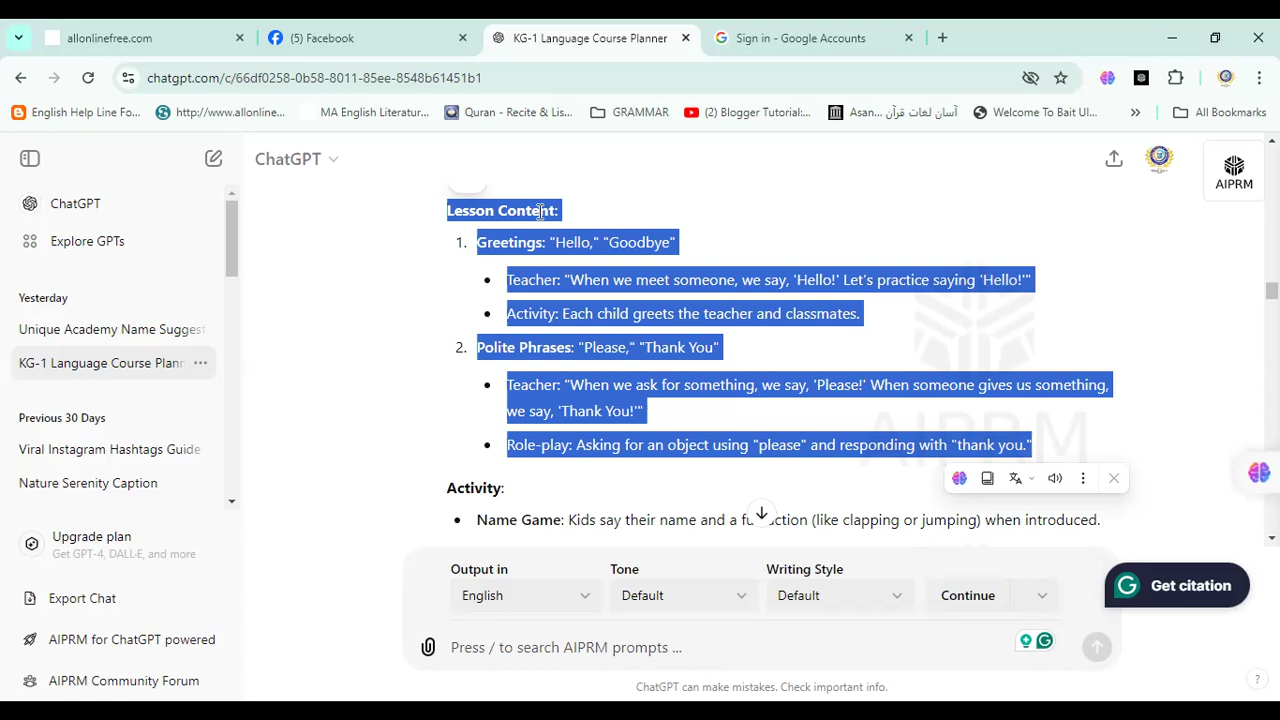 allonlinefree.com
(5) Facebook
KG-1 Language Course Planner
Sign in - Google Accounts
chatgpt.com/c/66df0258-0b58-8011-85ee-8548b61451b1
English Help Line Fo...
http://www.allonline...
MA English Literatur...
Quran - Recite & Lis...
GRAMMAR
(2) Blogger Tutorial:...
Asan... آسان لغات قرآن
Welcome To Bait Ul...
All Bookmarks
ChatGPT
Explore GPTs
Yesterday
Unique Academy Name Suggest
KG-1 Language Course Plann
Previous 30 Days
Viral Instagram Hashtags Guide
Nature Serenity Caption
Upgrade plan
Get GPT-4, DALL·E, and more
Export Chat
AIPRM for ChatGPT powered
AIPRM Community Forum
ChatGPT
AIPRM
Lesson Content:
1. Greetings: "Hello," "Goodbye"
Teacher: "When we meet someone, we say, 'Hello!' Let's practice saying 'Hello!'"
Activity: Each child greets the teacher and classmates.
2. Polite Phrases: "Please," "Thank You"
Teacher: "When we ask for something, we say, 'Please!' When someone gives us something,
we say, 'Thank You!'"
Role-play: Asking for an object using "please" and responding with "thank you."
AIPRM
Activity:
Name Game: Kids say their name and a fu ction (like clapping or jumping) when introduced.
Output in
Tone
Writing Style
English
Default
Default
Continue
Get citation
Press / to search AIPRM prompts ...
ChatGPT can make mistakes. Check important info.
?